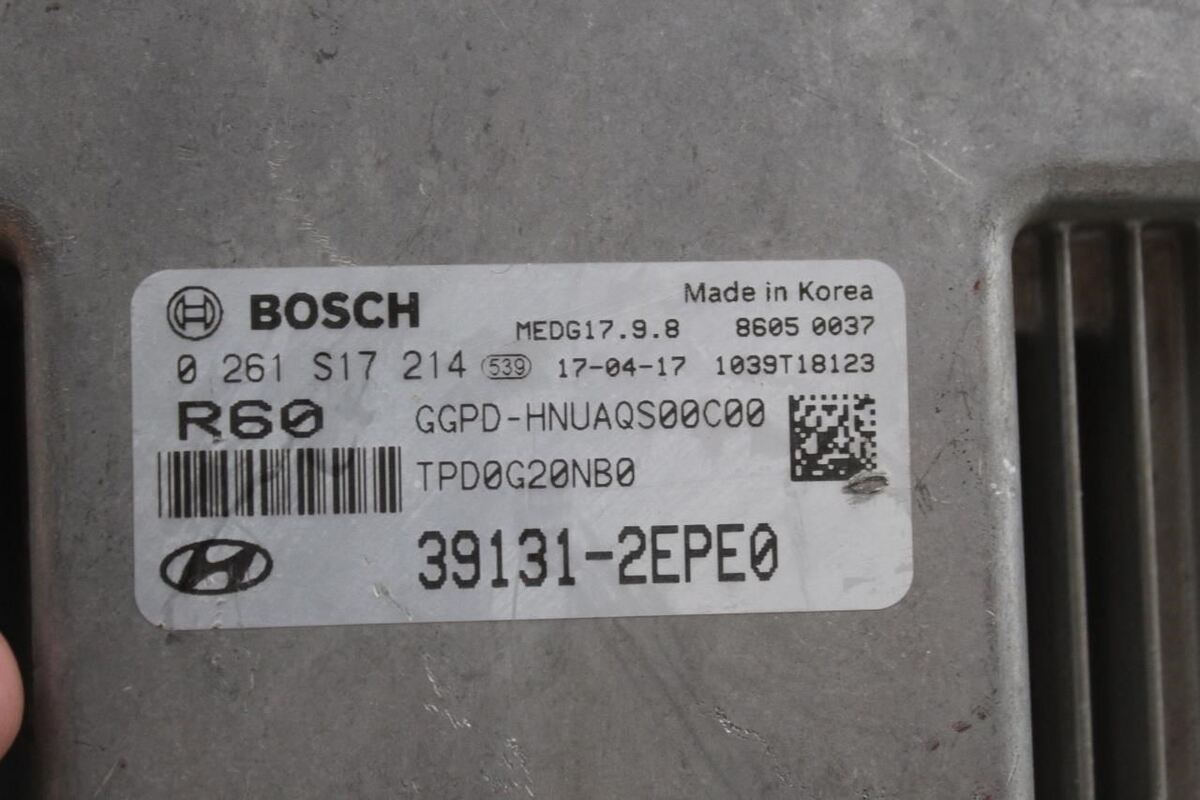 BOSCH
Made in Korea
MEDG17.9.8 8605 0037
0 261 S17 214 539 17-04-17 1039T18123
R60 GGPD-HNUAQS00C00
TPD0G20NB0
39131-2EPE0